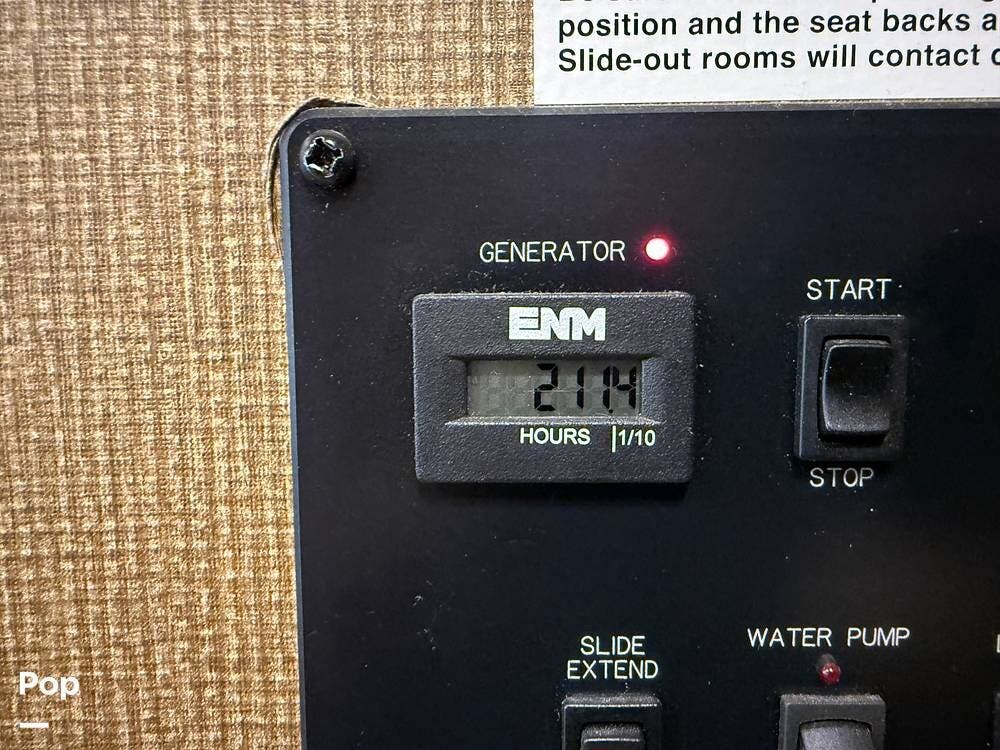 position and the seat backs a
Slide-out rooms will contact
GENERATOR
START
ENM
211.4
HOURS 1/10
STOP
WATER PUMP
SLIDE
EXTEND
Pop